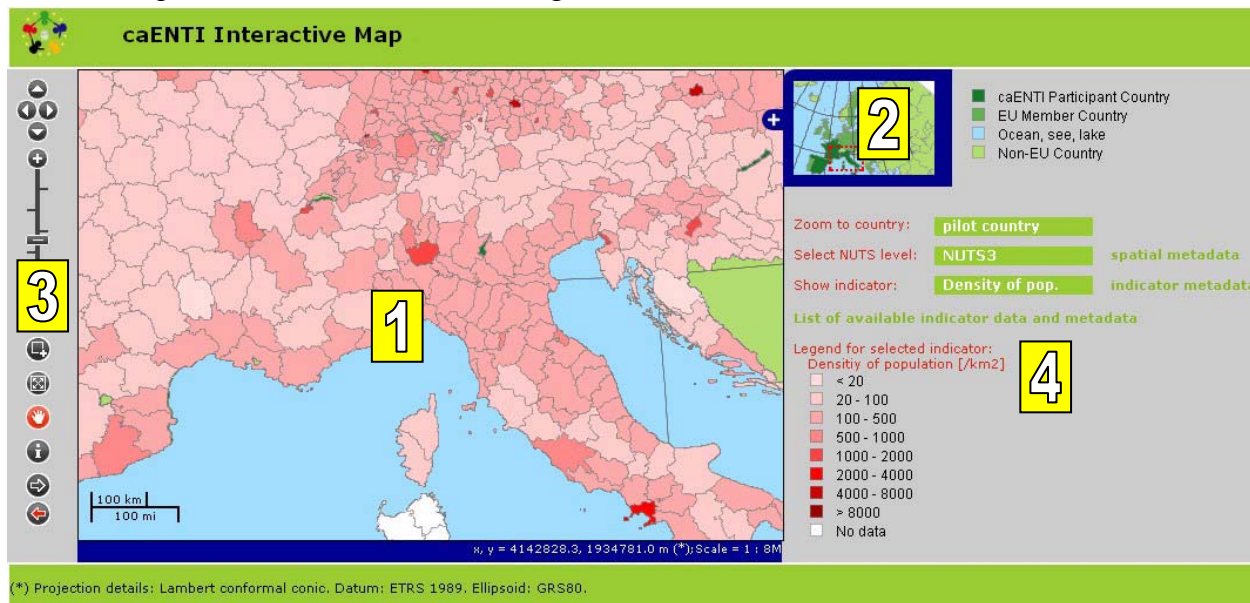 caENTI Interactive Map
1
2
3
4
caENTI Participant Country
EU Member Country
Ocean, see, lake
Non-EU Country
Zoom to country: pilot country
Select NUTS level: NUTS3 spatial metadata
Show indicator: Density of pop. indicator metadata
List of available indicator data and metadata
Legend for selected indicator:
Densitiy of population [/km2]
< 20
20 - 100
100 - 500
500 - 1000
1000 - 2000
2000 - 4000
4000 - 8000
> 8000
No data
100 km
100 mi
x, y = 4142828.3, 1934781.0 m (*);Scale = 1 : 8M
(*) Projection details: Lambert conformal conic. Datum: ETRS 1989. Ellipsoid: GRS80.